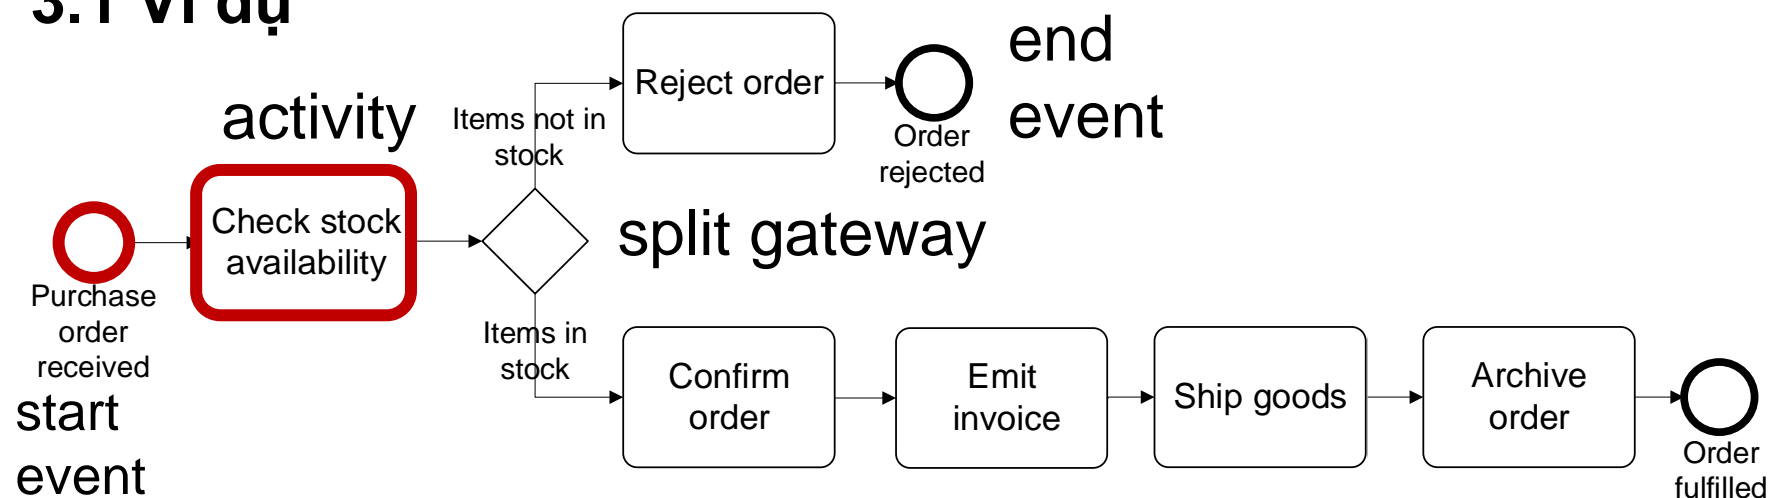 3.1 Ví dụ
activity
Items not in
stock
Reject order
Order
rejected
end
event
Purchase
order
received
start
event
Check stock
availability
split gateway
Items in
stock
Confirm
order
Emit
invoice
Ship goods
Archive
order
Order
fulfilled